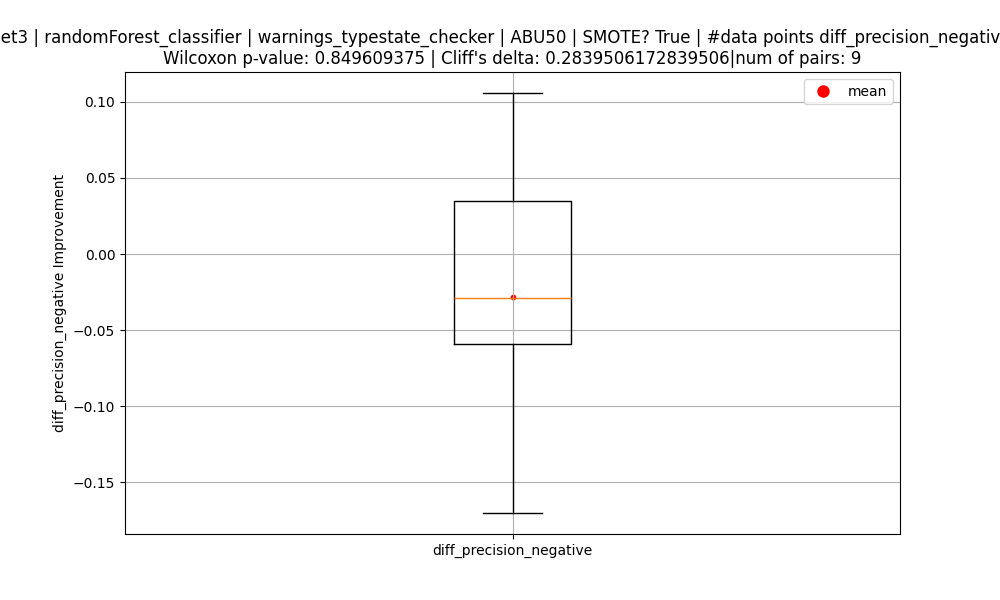 et3 | randomForest_classifier | warnings_typestate_checker | ABU50 | SMOTE? True | #data points diff_precision_negativ
Wilcoxon p-value: 0.849609375 | Cliff's delta: 0.2839506172839506|num of pairs: 9
mean
0.10
0.05
0.00
−0.05
−0.10
−0.15
diff_precision_negative Improvement
diff_precision_negative